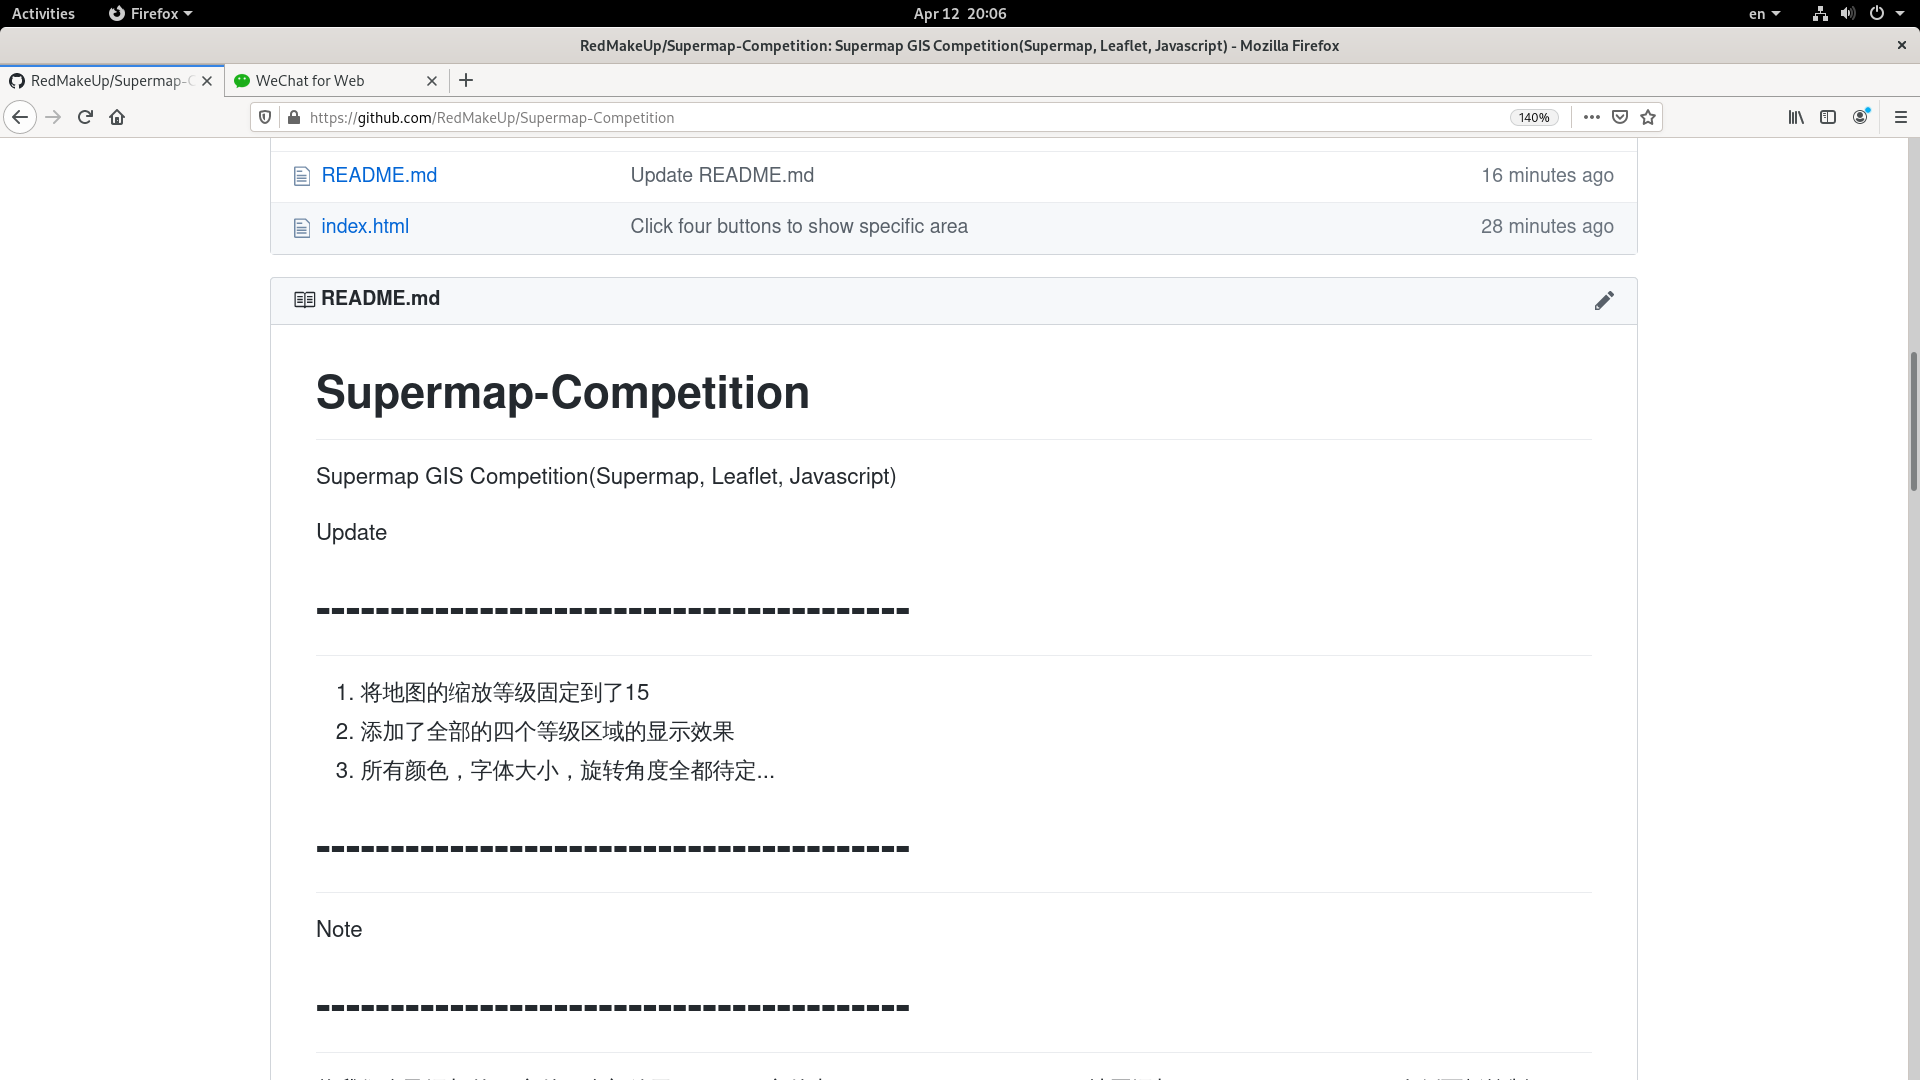 Activities Firefox Apr 12 20:06 en
RedMakeUp/Supermap-Competition: Supermap GIS Competition(Supermap, Leaflet, Javascript) - Mozilla Firefox
RedMakeUp/Supermap- WeChat for Web
https://github.com/RedMakeUp/Supermap-Competition 140%
README.md Update README.md 16 minutes ago
index.html Click four buttons to show specific area 28 minutes ago
README.md
Supermap-Competition
Supermap GIS Competition(Supermap, Leaflet, Javascript)
Update
----------------------------------------
1. 将地图的缩放等级固定到了15
2. 添加了全部的四个等级区域的显示效果
3. 所有颜色，字体大小，旋转角度全都待定...
----------------------------------------
Note
----------------------------------------